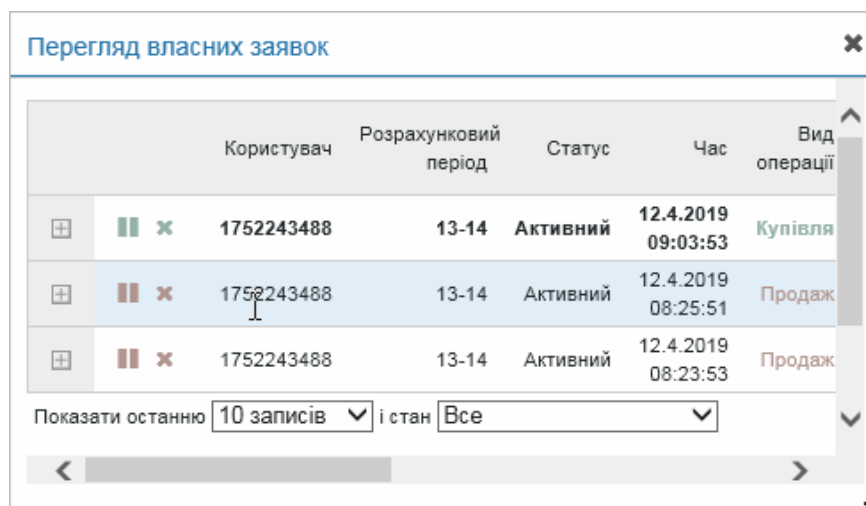 Перегляд власних заявок
Користувач Розрахунковий період Статус Час Вид операції
1752243488 13-14 Активний 12.4.2019 09:03:53 Купівля
1752243488 13-14 Активний 12.4.2019 08:25:51 Продаж
1752243488 13-14 Активний 12.4.2019 08:23:53 Продаж
Показати останню 10 записів і стан Все